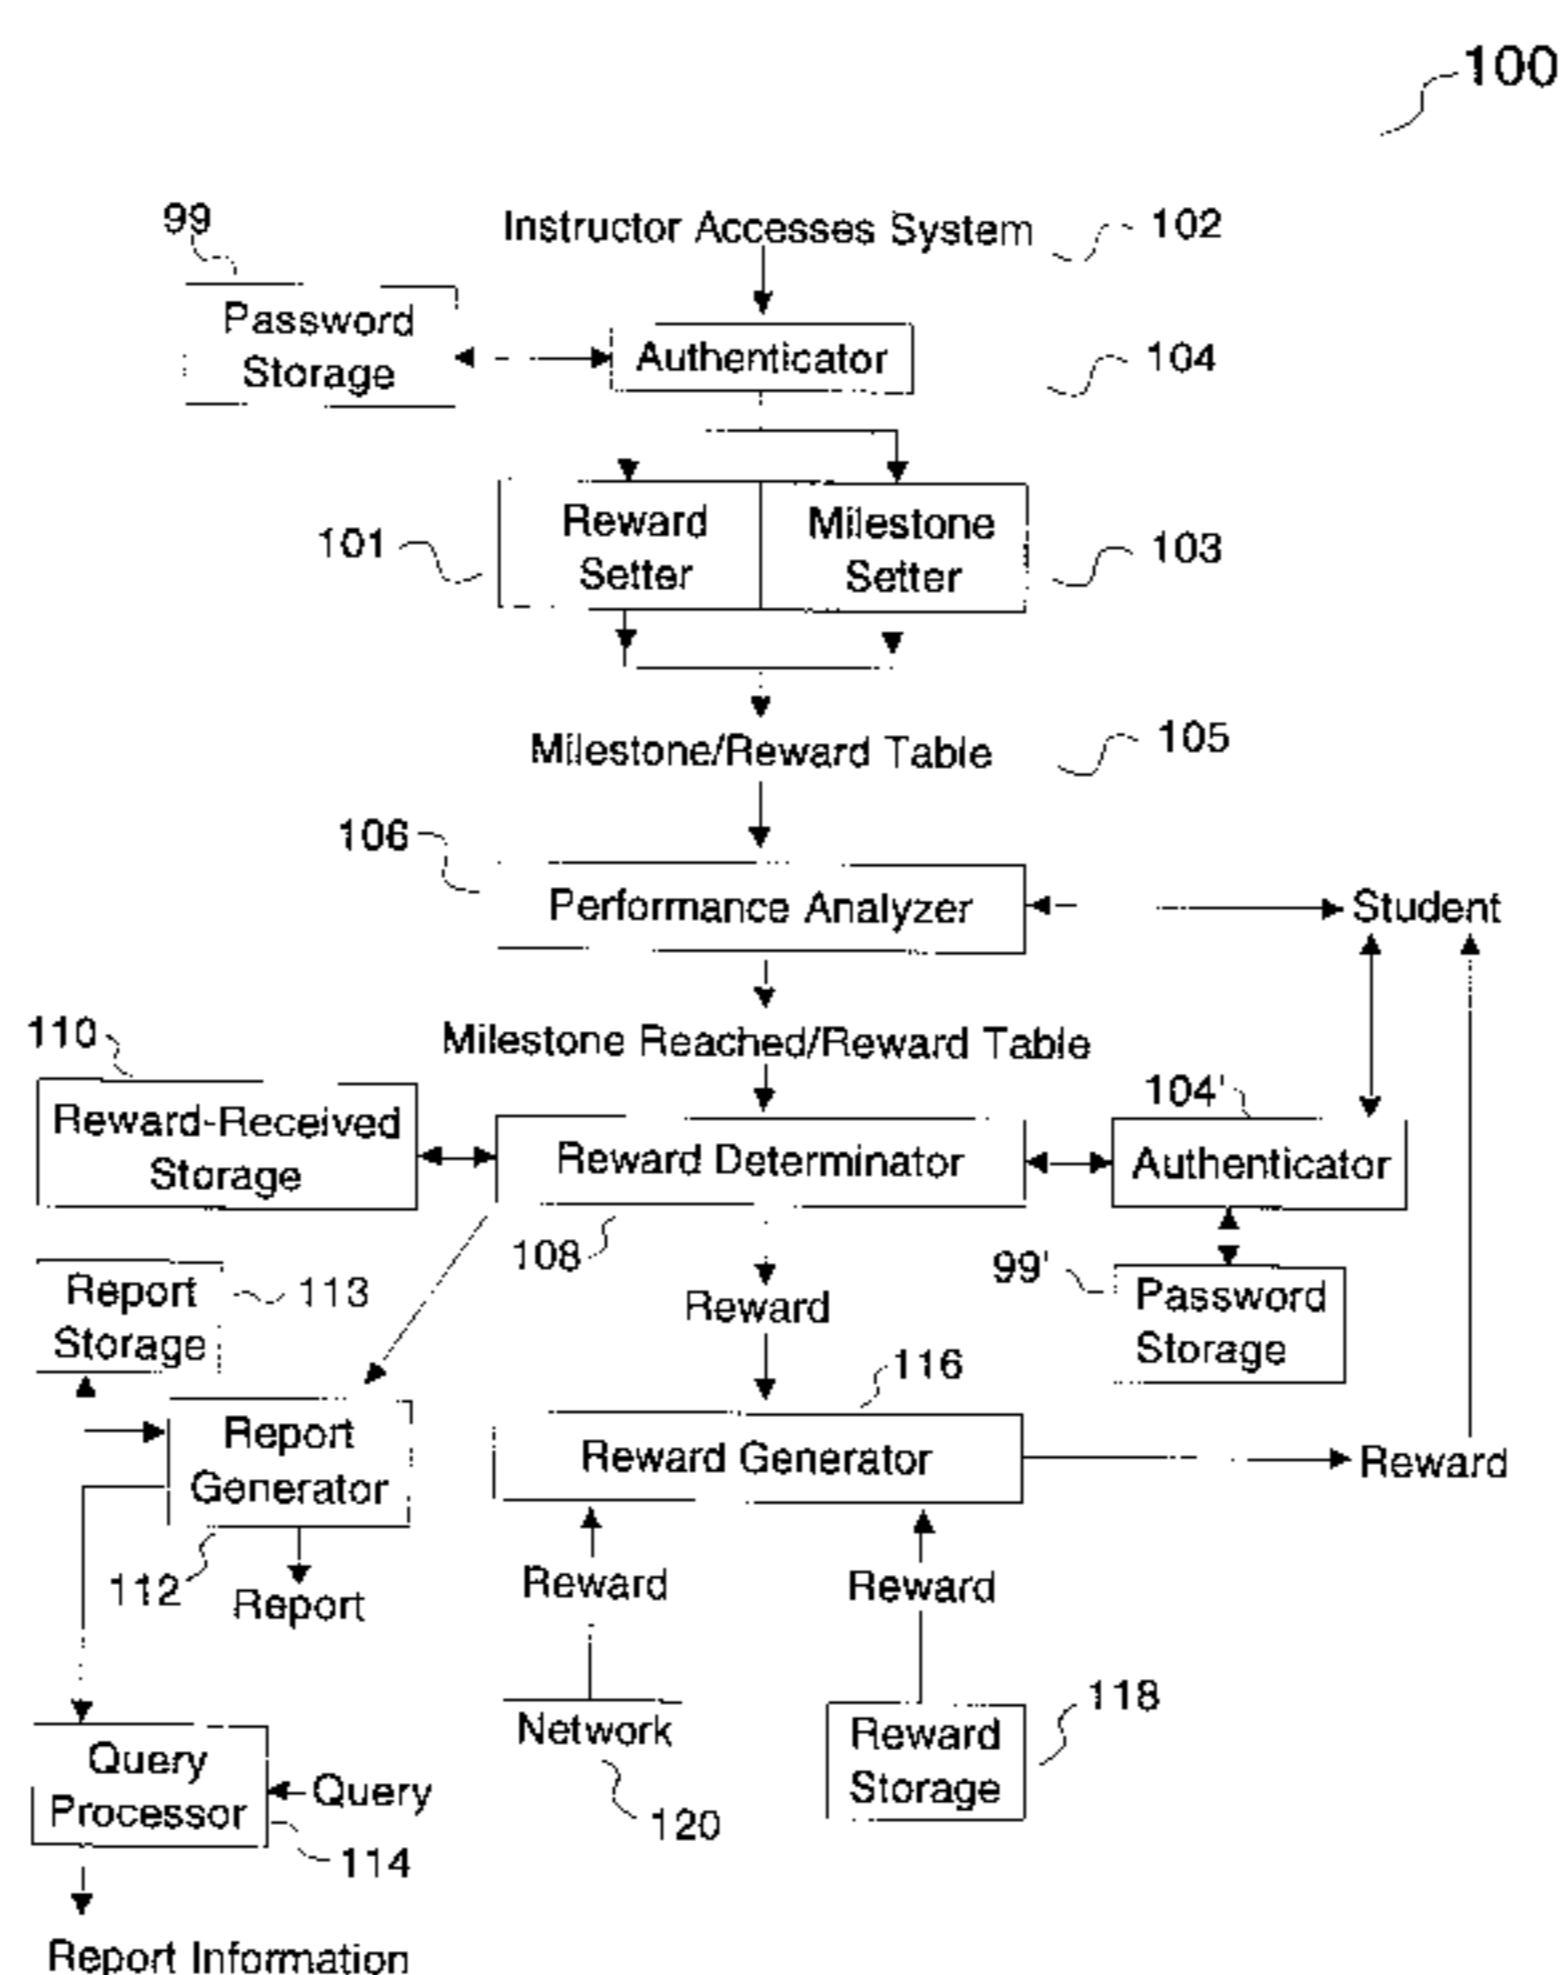 100
99
Instructor Accesses System
102
Password
Storage
Authenticator
104
101
Reward
Setter
Milestone
Setter
103
Milestone/Reward Table
105
106
Performance Analyzer
Student
110
Milestone Reached/Reward Table
104'
Reward-Received
Storage
Reward Determinator
Authenticator
108
99'
Report
Storage
113
Reward
Password
Storage
116
Report
Generator
Reward Generator
Reward
112
Report
Reward
Reward
118
Network
Reward
Storage
120
Query
Processor
Query
114
Report Information